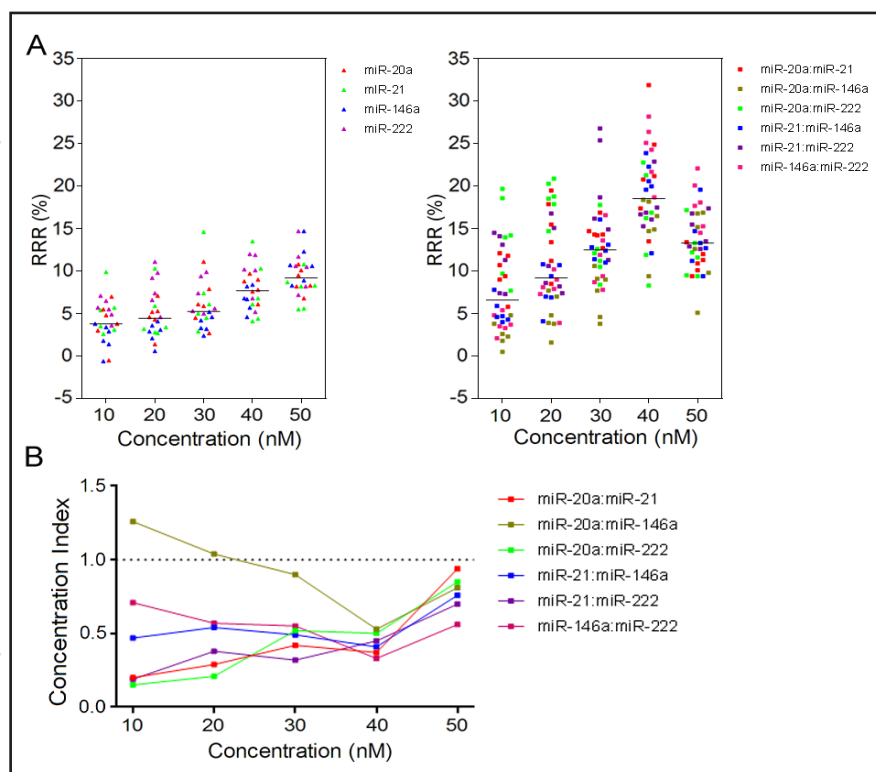 A
35
30
25
20
15
10
5
0
-5
RRR (%)
10 20 30 40 50
Concentration (nM)
miR-20a
miR-21
miR-146a
miR-222
35
30
25
20
15
10
5
0
-5
RRR (%)
10 20 30 40 50
Concentration (nM)
miR-20a:miR-21
miR-20a:miR-146a
miR-20a:miR-222
miR-21:miR-146a
miR-21:miR-222
miR-146a:miR-222
B
1.5
1.0
0.5
0.0
Concentration Index
10 20 30 40 50
Concentration (nM)
miR-20a:miR-21
miR-20a:miR-146a
miR-20a:miR-222
miR-21:miR-146a
miR-21:miR-222
miR-146a:miR-222